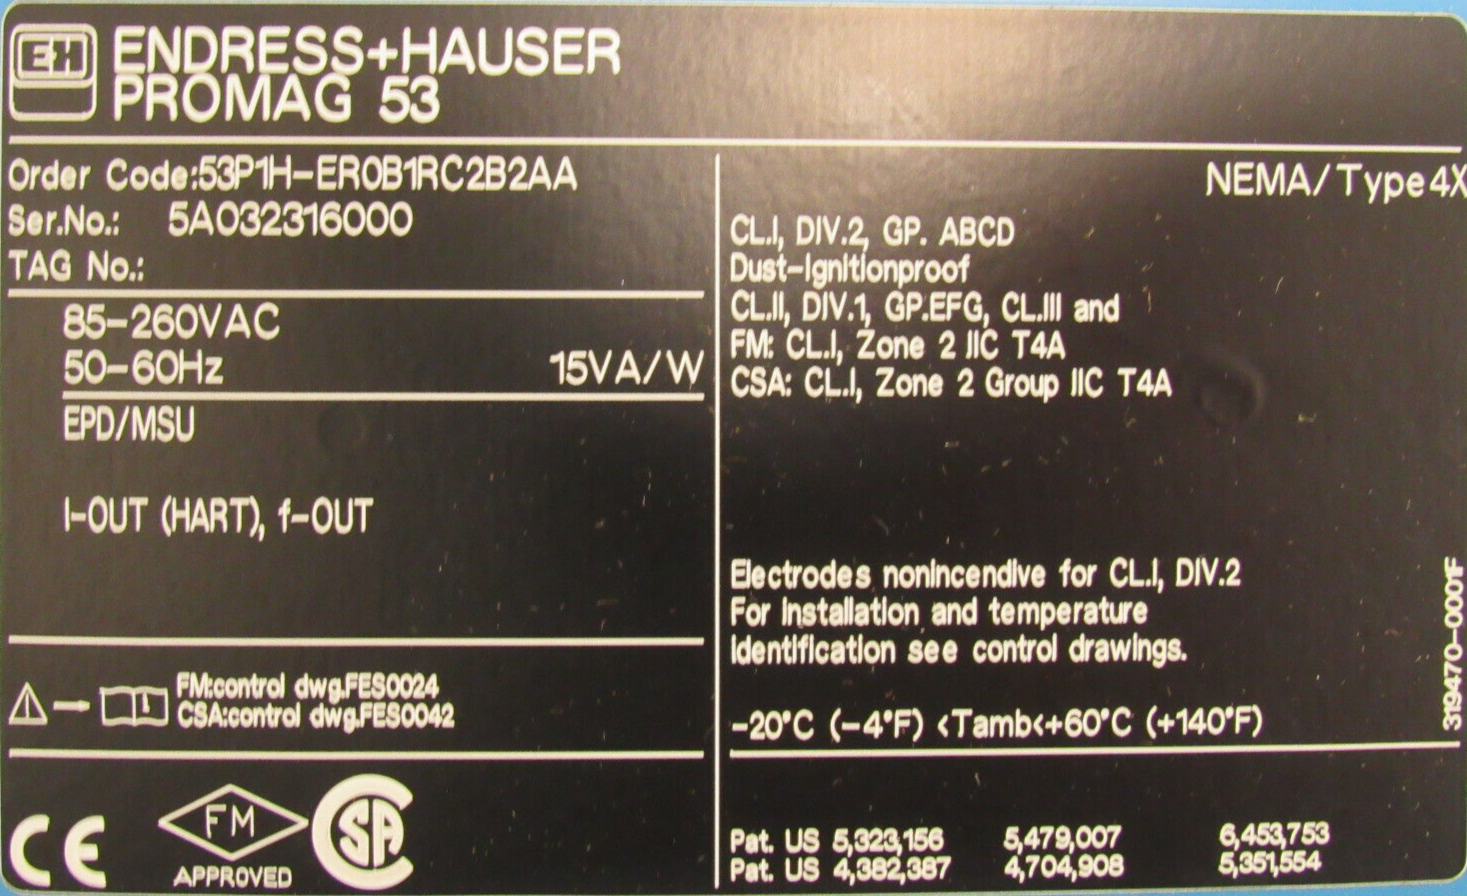 E+H
ENDRESS+HAUSER
PROMAG 53
Order Code:53P1H-ER0B1RC2B2AA
Ser.No.: 5A032316000
TAG No.:
85-260VAC
50-60Hz 15VA/W
EPD/MSU
I-OUT (HART), f-OUT
FM:control dwg.FES0024
CSA:control dwg.FES0042
CE
FM
APPROVED
CSA
NEMA/Type4X
CL.I, DIV.2, GP. ABCD
Dust-Ignitionproof
CL.II, DIV.1, GP.EFG, CL.III and
FM: CL.I, Zone 2 IIC T4A
CSA: CL.I, Zone 2 Group IIC T4A
Electrodes nonincendive for CL.I, DIV.2
For Installation and temperature
Identification see control drawings.
-20°C (-4°F) <Tamb<+60°C (+140°F)
319470-0001F
Pat. US 5,323,156 5,479,007 6,453,753
Pat. US 4,382,387 4,704,908 5,351,554